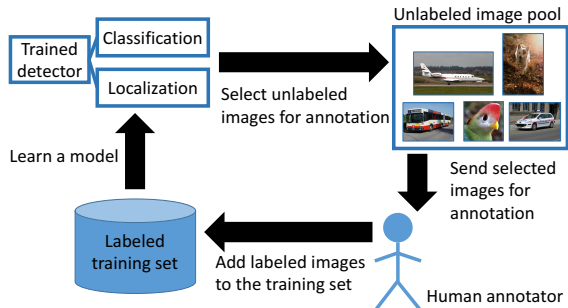 Trained
detector
Classification
Localization
Select unlabeled
images for annotation
Unlabeled image pool
Send selected
images for
annotation
Human annotator
Add labeled images
to the training set
Labeled
training set
Learn a model